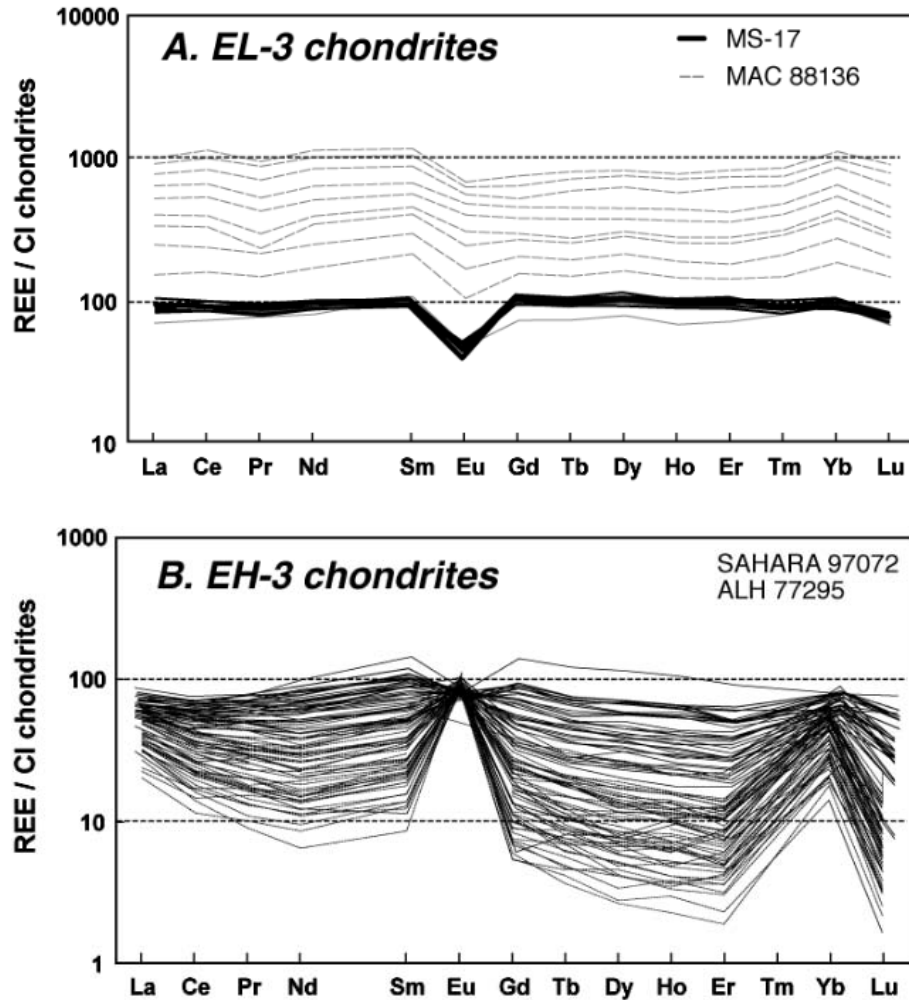 10000
A. EL-3 chondrites
MS-17
MAC 88136
1000
100
10
REE / CI chondrites
La Ce Pr Nd Sm Eu Gd Tb Dy Ho Er Tm Yb Lu
1000
B. EH-3 chondrites
SAHARA 97072
ALH 77295
100
10
1
REE / CI chondrites
La Ce Pr Nd Sm Eu Gd Tb Dy Ho Er Tm Yb Lu